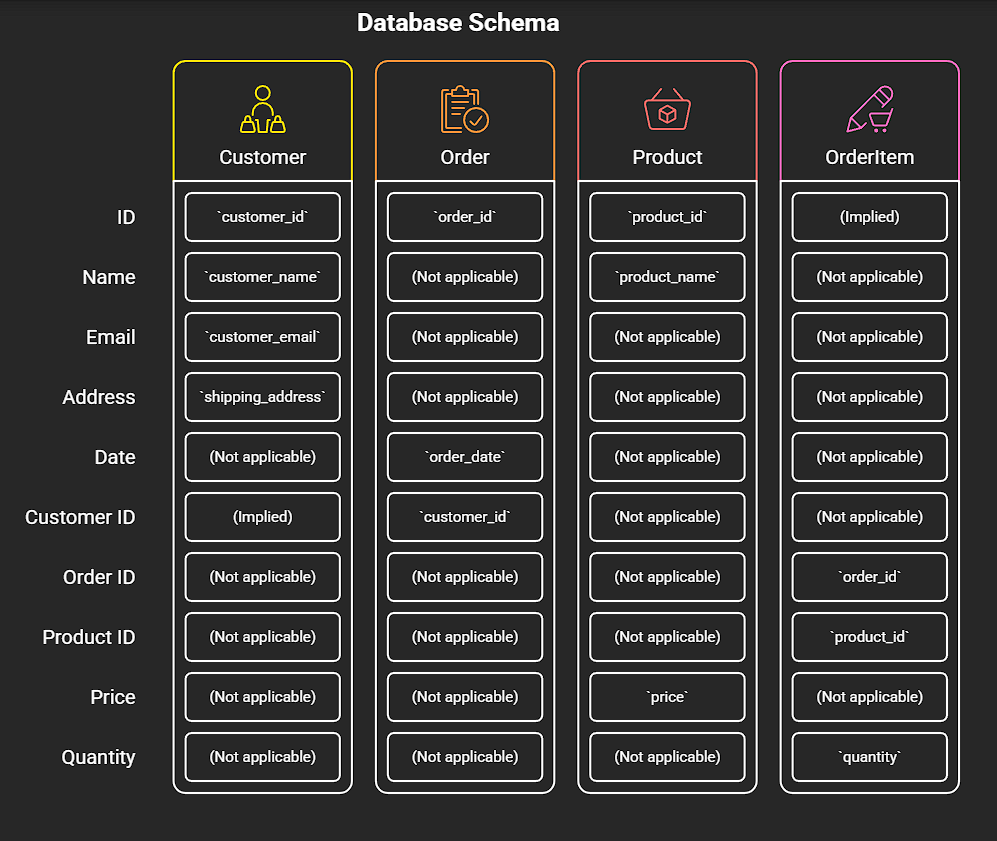 Database Schema
Customer Order Product OrderItem
ID `customer_id` `order_id` `product_id` (Implied)
Name `customer_name` (Not applicable) `product_name` (Not applicable)
Email `customer_email` (Not applicable) (Not applicable) (Not applicable)
Address `shipping_address` (Not applicable) (Not applicable) (Not applicable)
Date (Not applicable) `order_date` (Not applicable) (Not applicable)
Customer ID (Implied) `customer_id` (Not applicable) (Not applicable)
Order ID (Not applicable) (Not applicable) (Not applicable) `order_id`
Product ID (Not applicable) (Not applicable) (Not applicable) `product_id`
Price (Not applicable) (Not applicable) `price` (Not applicable)
Quantity (Not applicable) (Not applicable) (Not applicable) `quantity`